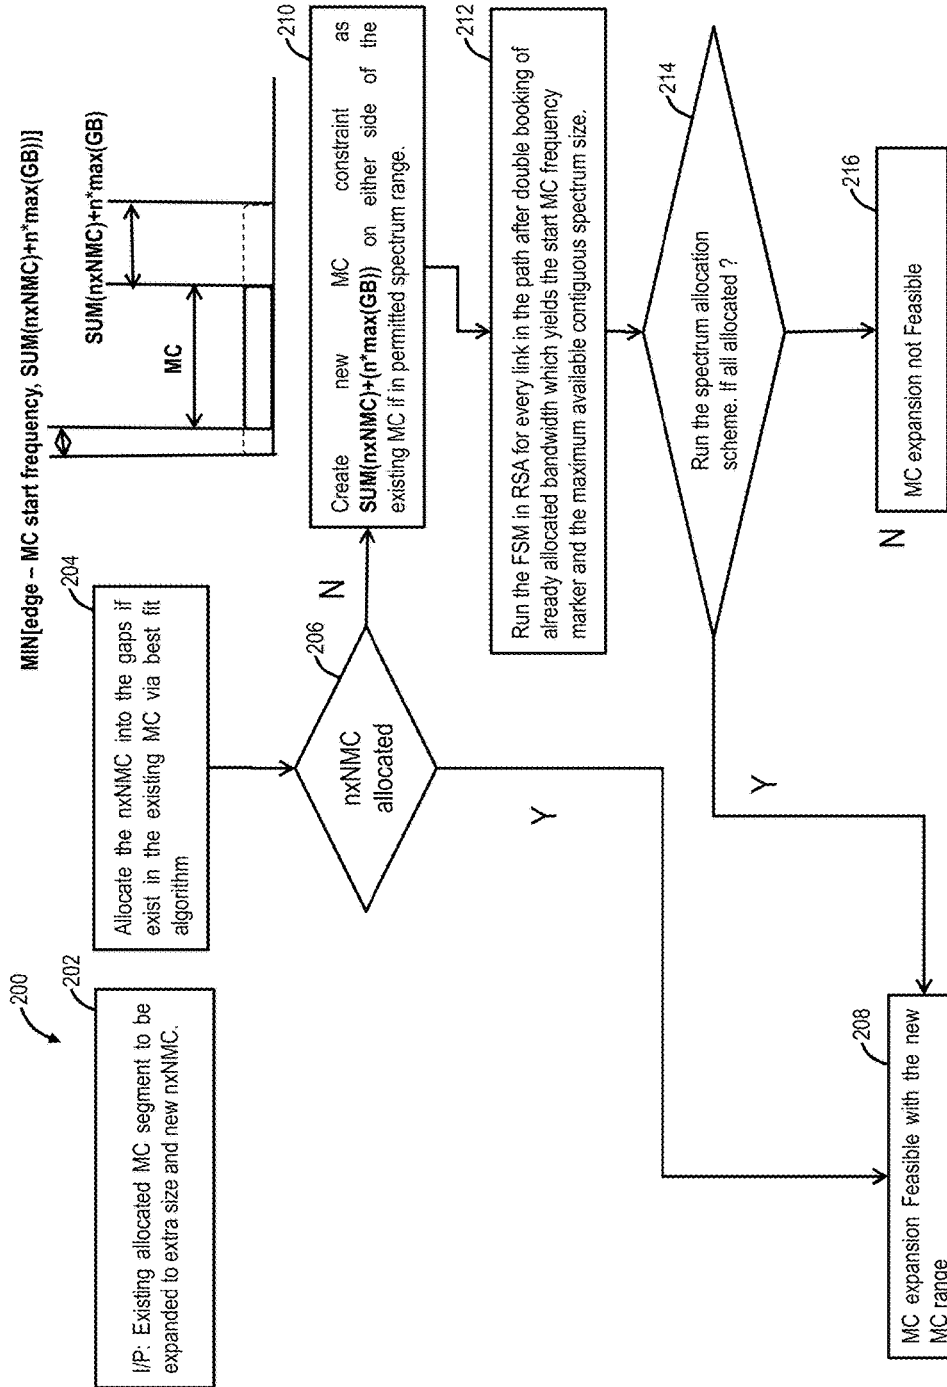 200
202
I/P: Existing allocated MC segment to be
expanded to extra size and new nxNMC.
204
Allocate the nxNMC into the gaps if
exist in the existing MC via best fit
algorithm
206
nxNMC
allocated
N
Y
MIN[edge – MC start frequency, SUM(nxNMC)+n*max(GB))]
SUM(nxNMC)+n*max(GB)
MC
210
Create new MC constraint as
SUM(nxNMC)+(n*max(GB)) on either side of the
existing MC if in permitted spectrum range.
212
Run the FSM in RSA for every link in the path after double booking of
already allocated bandwidth which yields the start MC frequency
marker and the maximum available contiguous spectrum size.
214
Run the spectrum allocation
scheme. If all allocated ?
Y
N
208
MC expansion Feasible with the new
MC range
216
MC expansion not Feasible